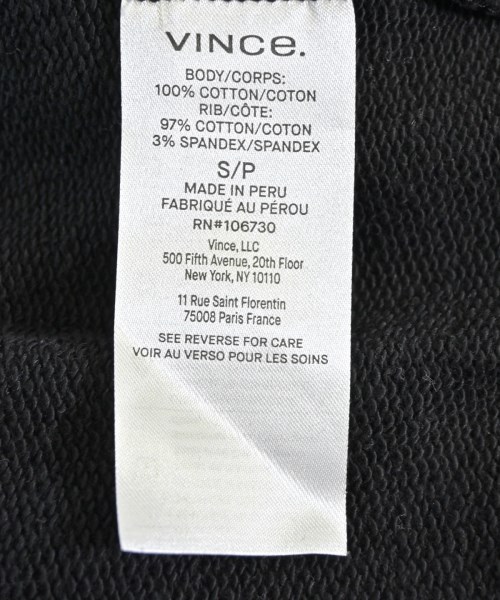 VINCE.
BODY/CORPS:
100% COTTON/COTON
RIB/CÔTE:
97% COTTON/COTON
3% SPANDEX/SPANDEX
S/P
MADE IN PERU
FABRIQUÉ AU PÉROU
RN#106730
Vince, LLC
500 Fifth Avenue, 20th Floor
New York, NY 10110
11 Rue Saint Florentin
75008 Paris France
SEE REVERSE FOR CARE
VOIR AU VERSO POUR LES SOINS